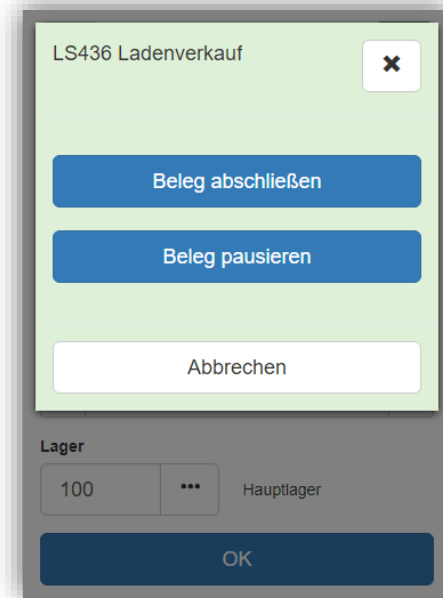 LS436 Ladenverkauf
Beleg abschließen
Beleg pausieren
Abbrechen
Lager
100 ••• Hauptlager
OK